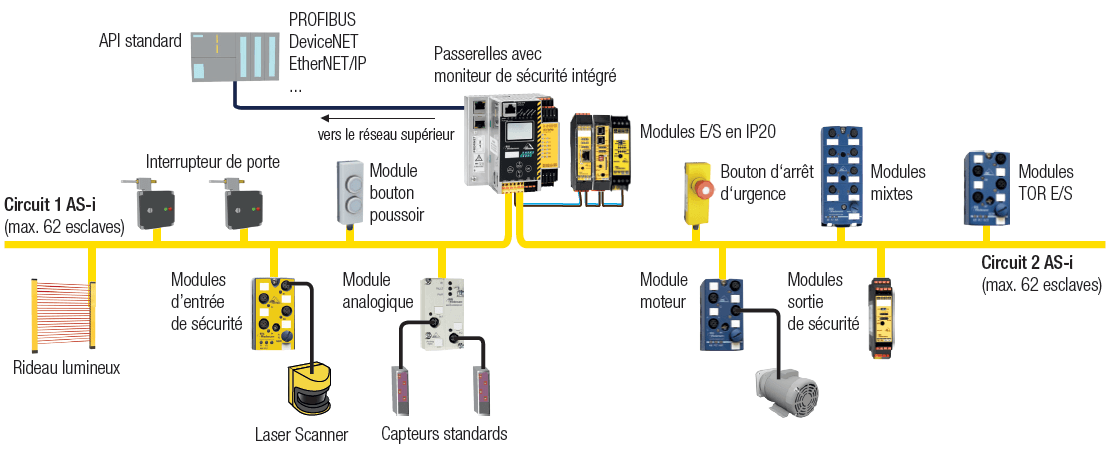 API standard
PROFIBUS
DeviceNET
EtherNET/IP
...
Passerelles avec
moniteur de sécurité intégré
vers le réseau supérieur
Modules E/S en IP20
Interrupteur de porte
Module
bouton
poussoir
Bouton d‘arrêt
d‘urgence
Modules
mixtes
Modules
TOR E/S
Circuit 1 AS-i
(max. 62 esclaves)
Circuit 2 AS-i
(max. 62 esclaves)
Modules
d’entrée
de sécurité
Module
analogique
Module
moteur
Modules
sortie
de sécurité
Rideau lumineux
Laser Scanner
Capteurs standards